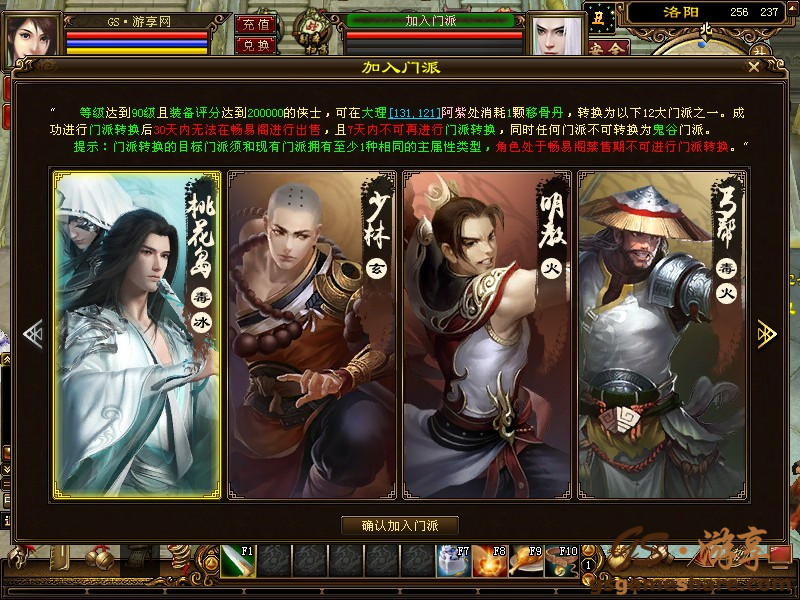 GS·游享网
充值
兑换
加入门派
丑
安全
洛阳
256 237
北
加入门派
“ 等级达到90级且装备评分达到200000的侠士，可在大理[131,121]阿紫处消耗1颗移骨丹，转换为以下12大门派之一。成
功进行门派转换后30天内无法在畅易阁进行出售，且7天内不可再进行门派转换，同时任何门派不可转换为鬼谷门派。
提示：门派转换的目标门派须和现有门派拥有至少1种相同的主属性类型，角色处于畅易阁禁售期不可进行门派转换。“
桃花岛
毒
冰
少林
玄
明教
火
丐帮
毒
火
确认加入门派
F1
F7
F8
F9
F10
1
GS·游享
gsgameshare.com